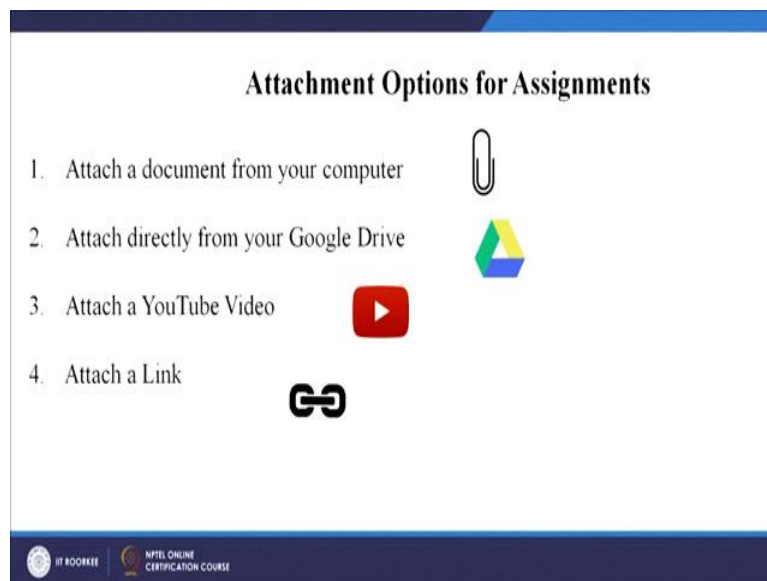 Attachment Options for Assignments
1. Attach a document from your computer
2. Attach directly from your Google Drive
3. Attach a YouTube Video
4. Attach a Link
IIT ROORKEE
NPTEL ONLINE
CERTIFICATION COURSE